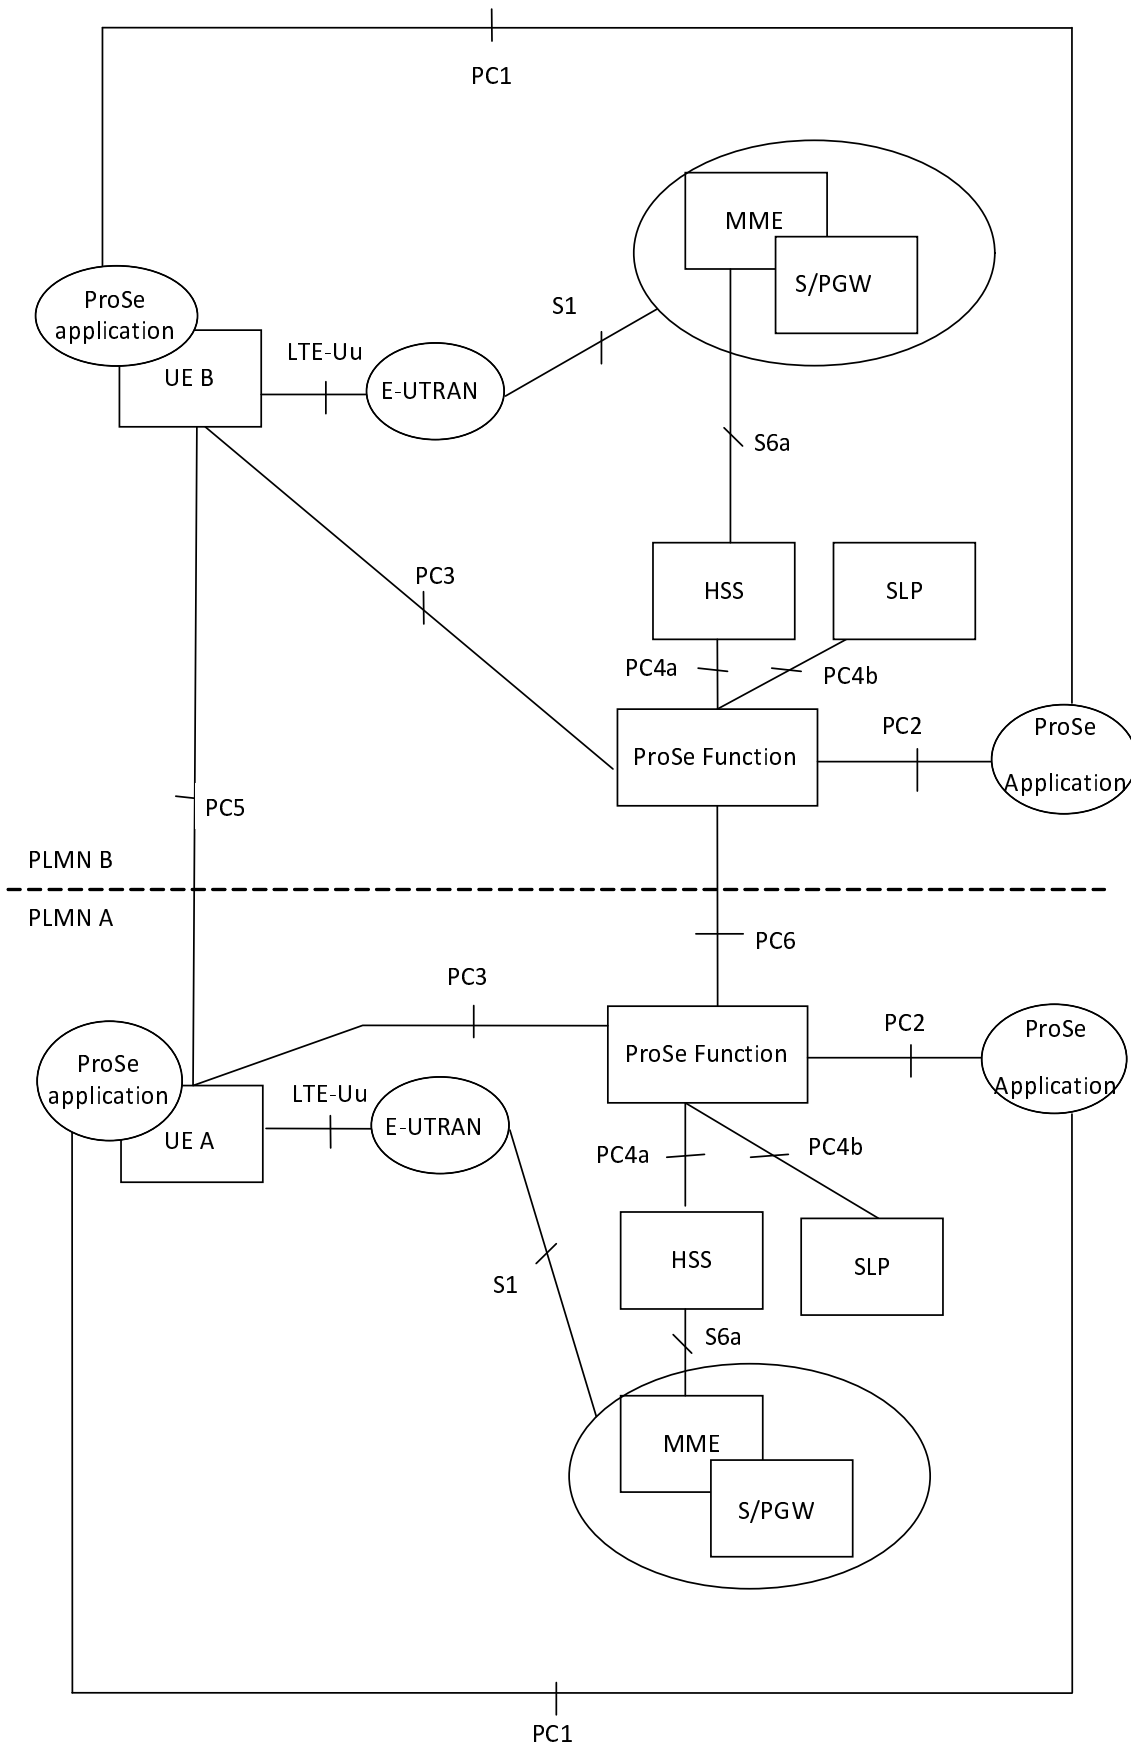 PC1
MME
S/PGW
ProSe
application
S1
LTE-Uu
UE B
E-UTRAN
S6a
PC3
HSS
SLP
PC4a
PC4b
PC2
ProSe
ProSe Function
Application
PC5
PLMN B
PLMN A
PC6
PC3
PC2
ProSe
ProSe Function
ProSe
application
Application
LTE-Uu
UE A
E-UTRAN
PC4a
PC4b
HSS
SLP
S1
S6a
MME
S/PGW
PC1